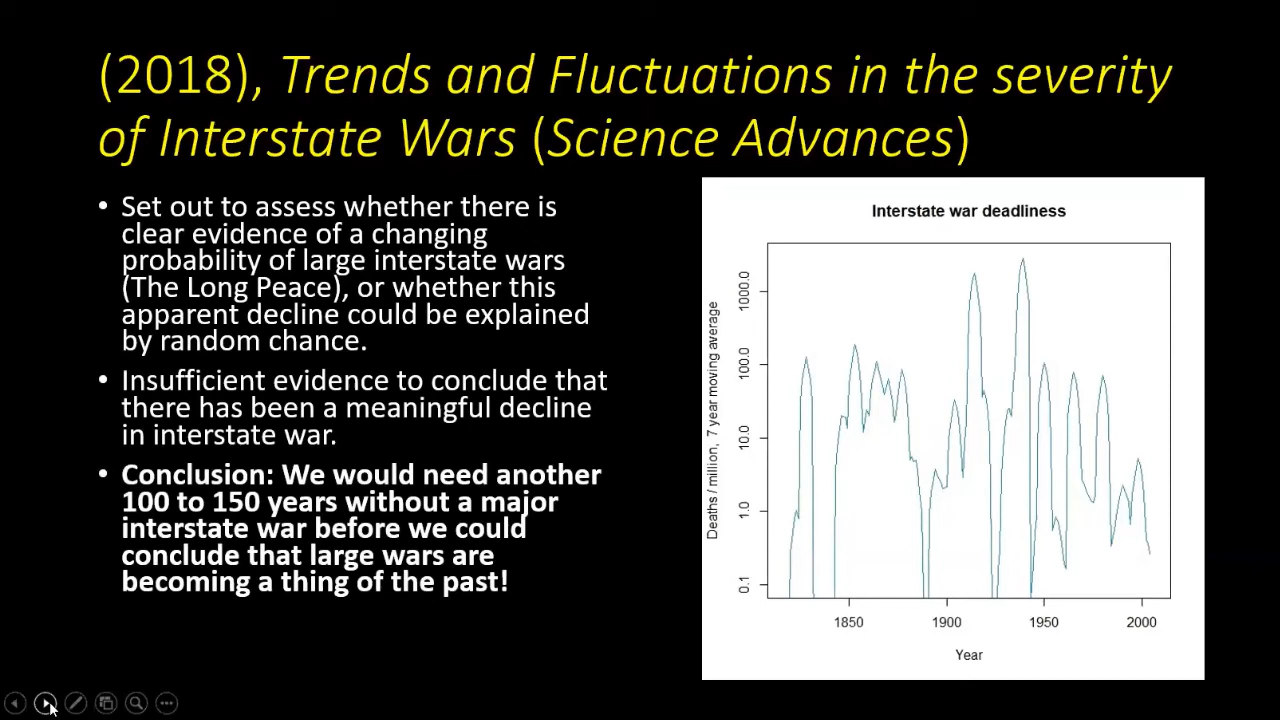 (2018), Trends and Fluctuations in the severity
of Interstate Wars (Science Advances)
• Set out to assess whether there is
clear evidence of a changing
probability of large interstate wars
(The Long Peace), or whether this
apparent decline could be explained
by random chance.
• Insufficient evidence to conclude that
there has been a meaningful decline
in interstate war.
• Conclusion: We would need another
100 to 150 years without a major
interstate war before we could
conclude that large wars are
becoming a thing of the past!
Interstate war deadliness
Deaths / million, 7 year moving average
1000.0
100.0
10.0
1.0
0.1
1850 1900 1950 2000
Year